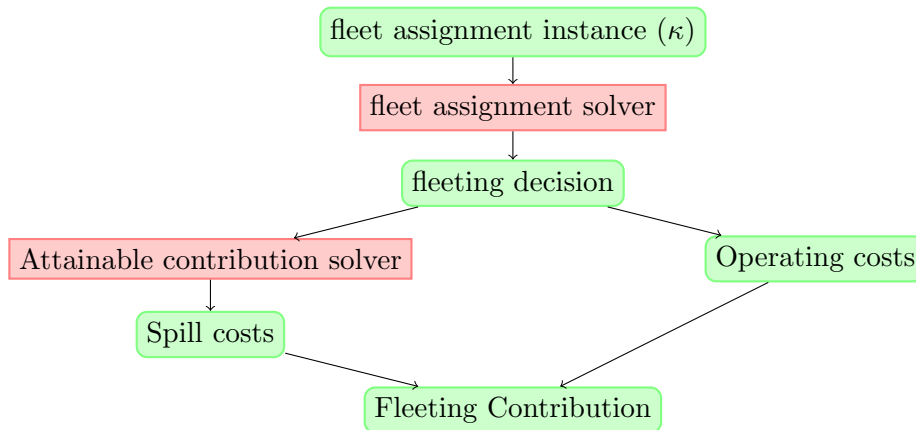 fleet assignment instance (κ)
fleet assignment solver
fleeting decision
Attainable contribution solver
Operating costs
Spill costs
Fleeting Contribution